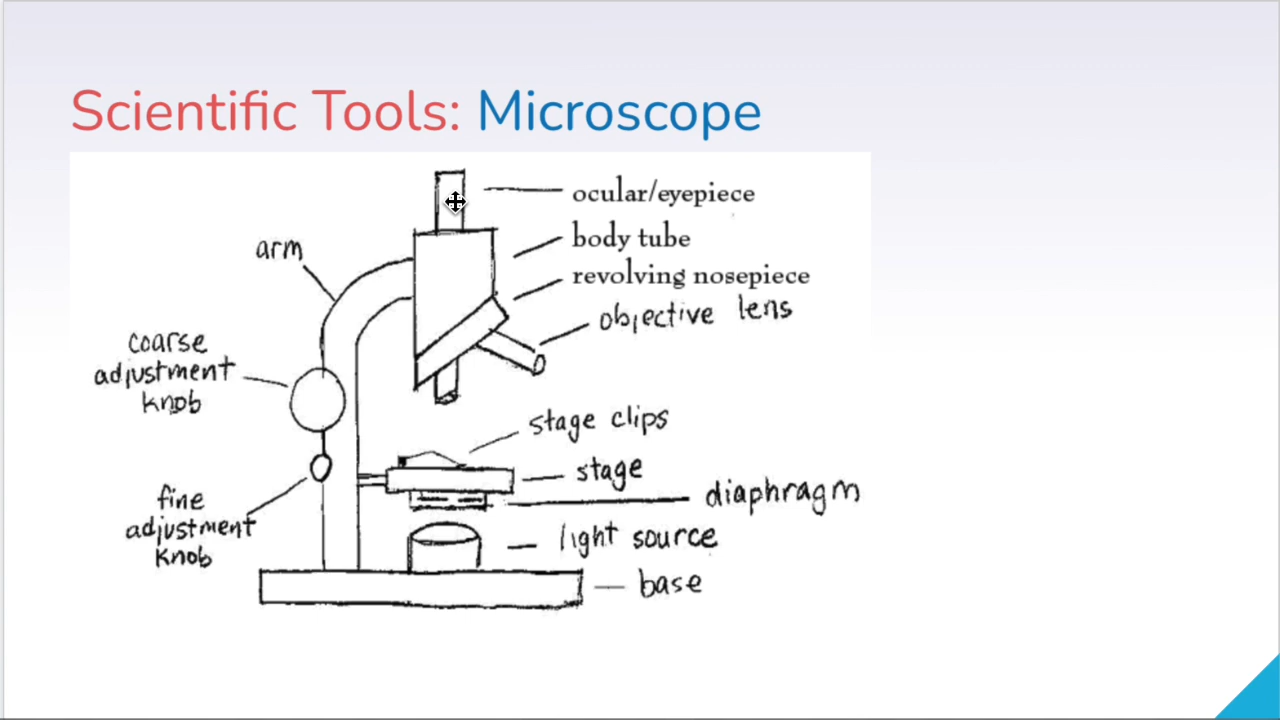 Scientific Tools: Microscope
ocular/eyepiece
body tube
revolving nosepiece
objective lens
arm
coarse
adjustment
knob
stage clips
stage
diaphragm
fine
adjustment
knob
light source
base